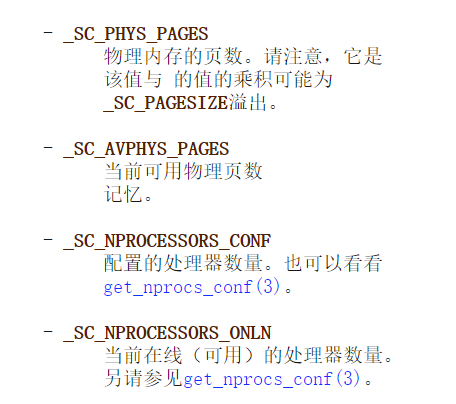 - _SC_PHYS_PAGES
物理内存的页数。请注意，它是
该值与 的值的乘积可能为
_SC_PAGESIZE溢出。
- _SC_AVPHYS_PAGES
当前可用物理页数
记忆。
- _SC_NPROCESSORS_CONF
配置的处理器数量。也可以看看
get_nprocs_conf(3)。
- _SC_NPROCESSORS_ONLN
当前在线（可用）的处理器数量。
另请参见get_nprocs_conf(3)。